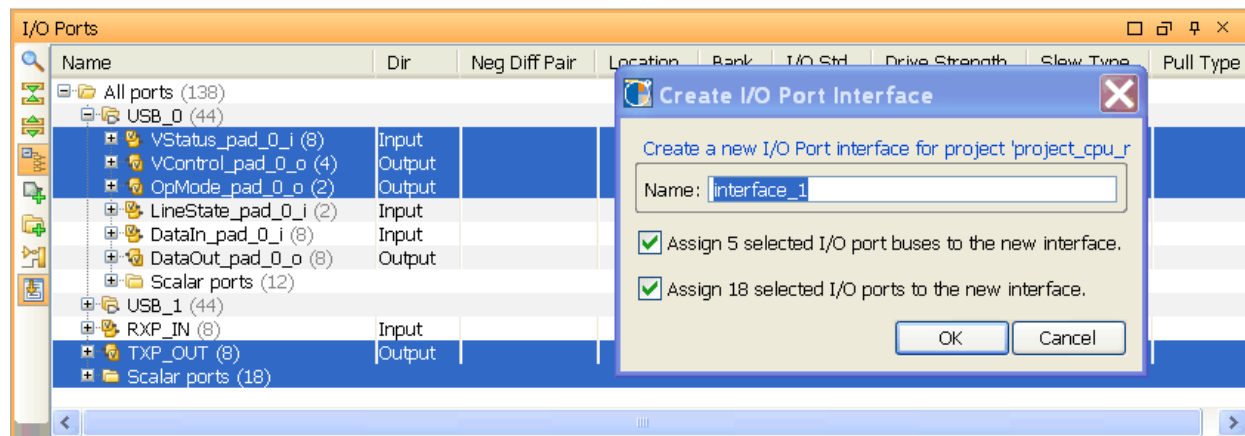 I/O Ports
Name Dir Neg Diff Pair Location Bank I/O Std Drive Strength Slew Type Pull Type
All ports (138)
USB_0 (44)
VStatus_pad_0_i (8) Input
VControl_pad_0_o (4) Output
OpMode_pad_0_o (2) Output
LineState_pad_0_i (2) Input
DataIn_pad_0_i (8) Input
DataOut_pad_0_o (8) Output
Scalar ports (12)
USB_1 (44)
RXP_IN (8) Input
TXP_OUT (8) Output
Scalar ports (18)
Create I/O Port Interface
Create a new I/O Port interface for project 'project_cpu_r
Name: interface_1
Assign 5 selected I/O port buses to the new interface.
Assign 18 selected I/O ports to the new interface.
OK Cancel